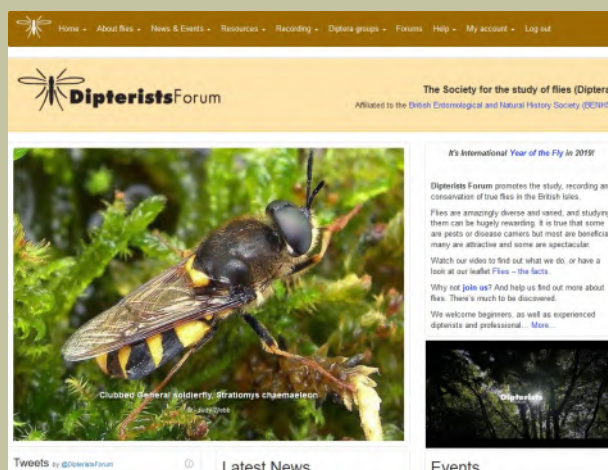 Home
About flies
News & Events
Resources
Recording
Diptera groups
Forums
Help
My account
Log out
DipteristsForum
The Society for the study of flies (Diptera
Affiliated to the British Entomological and Natural History Society (BENHS
It's International Year of the Fly in 2019!
Dipterists Forum promotes the study, recording an
conservation of true flies in the British Isles.
Flies are amazingly diverse and varied, and studying
them can be hugely rewarding. It is true that some
are pests or disease carriers but most are beneficia
many are attractive and some are spectacular.
Watch our video to find out what we do, or have a
look at our leaflet Flies – the facts.
Why not join us? And help us find out more about
flies. There's much to be discovered.
We welcome beginners, as well as experienced
dipterists and professional... More...
Clubbed General soldierfly, Stratiomys chaemaeleon
Dipterists
Tweets by @DipteristsForum
Latest News
Events